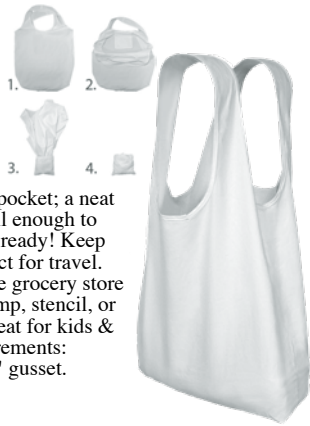 1.
2.
3.
4.
pocket; a neat
enough to
ready! Keep
for travel.
grocery store
stencil, or
for kids &
gusset.